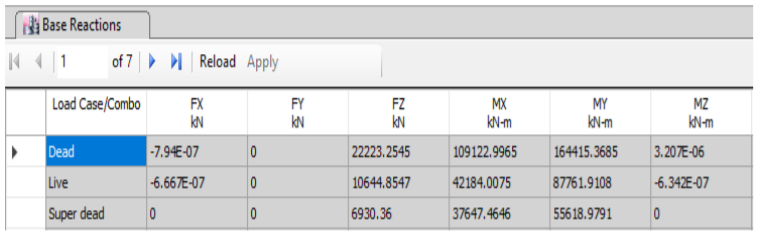 Base Reactions
1 of 7 Reload Apply
Load Case/Combo FX kN FY kN FZ kN MX kN-m MY kN-m MZ kN-m
Dead -7.94E-07 0 22223.2545 109122.9965 164415.3685 3.207E-06
Live -6.667E-07 0 10644.8547 42184.0075 87761.9108 -6.342E-07
Super dead 0 0 6930.36 37647.4646 55618.9791 0